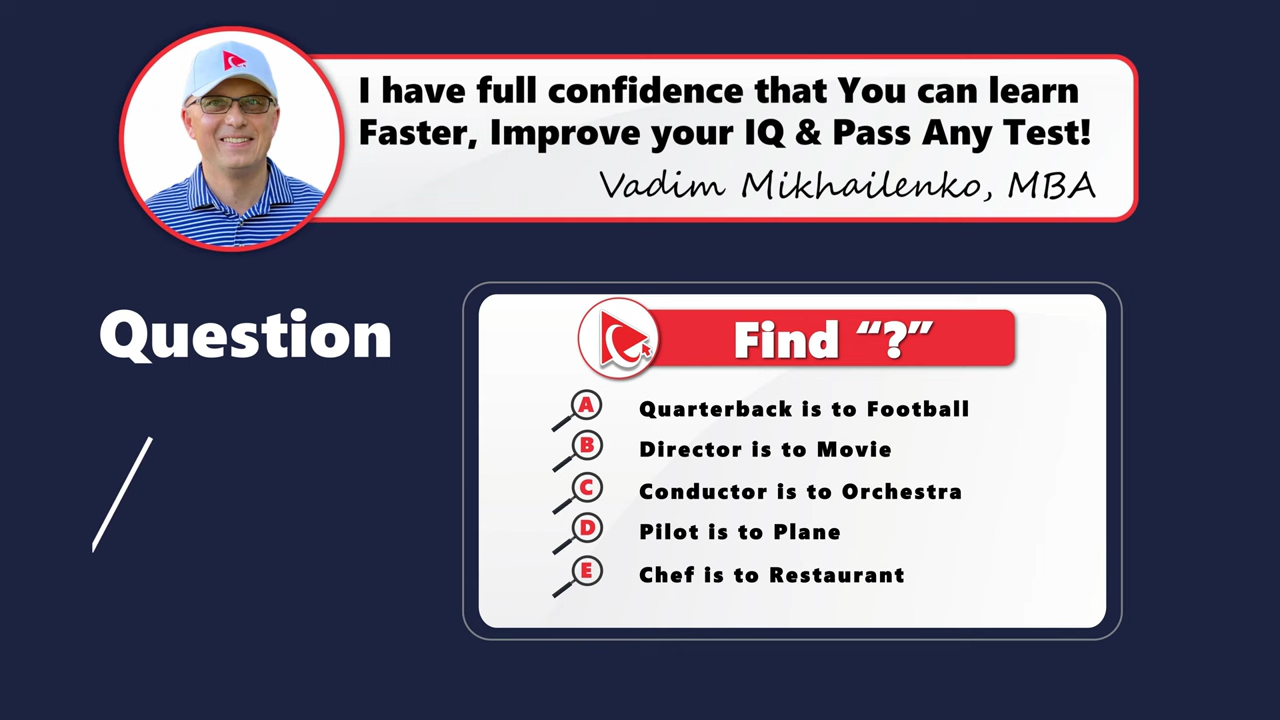 I have full confidence that You can learn
Faster, Improve your IQ & Pass Any Test!
Vadim Mikhailenko, MBA
Question
Find “?”
A Quarterback is to Football
B Director is to Movie
C Conductor is to Orchestra
D Pilot is to Plane
E Chef is to Restaurant